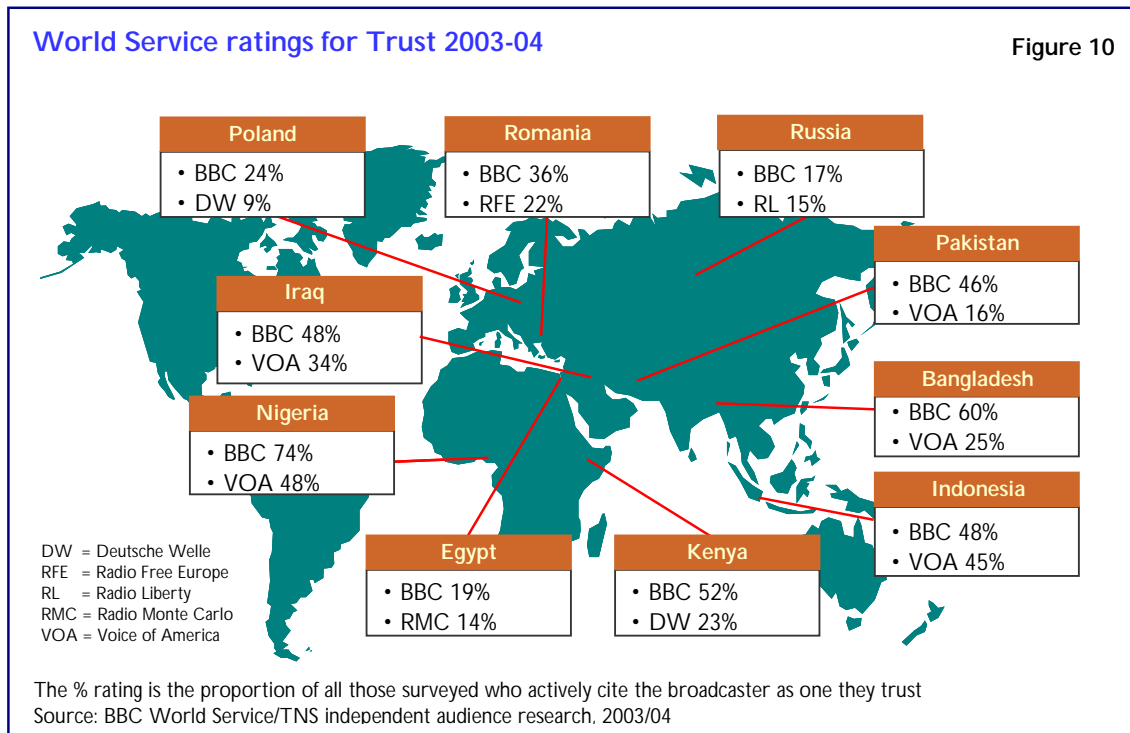 World Service ratings for Trust 2003-04
Figure 10
Poland
• BBC 24%
• DW 9%
Romania
• BBC 36%
• RFE 22%
Russia
• BBC 17%
• RL 15%
Pakistan
• BBC 46%
• VOA 16%
Iraq
• BBC 48%
• VOA 34%
Bangladesh
• BBC 60%
• VOA 25%
Nigeria
• BBC 74%
• VOA 48%
Indonesia
• BBC 48%
• VOA 45%
Egypt
• BBC 19%
• RMC 14%
Kenya
• BBC 52%
• DW 23%
DW = Deutsche Welle
RFE = Radio Free Europe
RL = Radio Liberty
RMC = Radio Monte Carlo
VOA = Voice of America
The % rating is the proportion of all those surveyed who actively cite the broadcaster as one they trust
Source: BBC World Service/TNS independent audience research, 2003/04